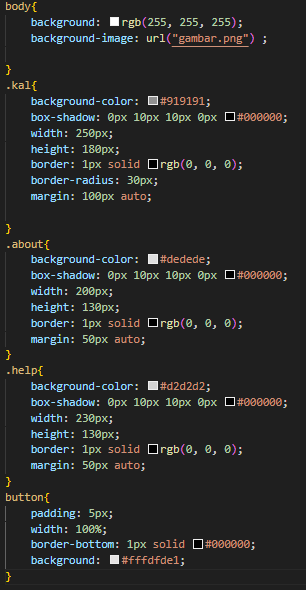 body{
background: rgb(255, 255, 255);
background-image: url("gambar.png") ;
}
.kal{
background-color: #919191;
box-shadow: 0px 10px 10px 0px #000000;
width: 250px;
height: 180px;
border: 1px solid rgb(0, 0, 0);
border-radius: 30px;
margin: 100px auto;
}
.about{
background-color: #dedede;
box-shadow: 0px 10px 10px 0px #000000;
width: 200px;
height: 130px;
border: 1px solid rgb(0, 0, 0);
margin: 50px auto;
}
.help{
background-color: #d2d2d2;
box-shadow: 0px 10px 10px 0px #000000;
width: 230px;
height: 130px;
border: 1px solid rgb(0, 0, 0);
margin: 50px auto;
}
button{
padding: 5px;
width: 100%;
border-bottom: 1px solid #000000;
background: #fffdfde1;
}